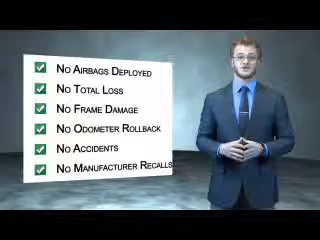 No Airbags Deployed
No Total Loss
No Frame Damage
No Odometer Rollback
No Accidents
No Manufacturer Recalls